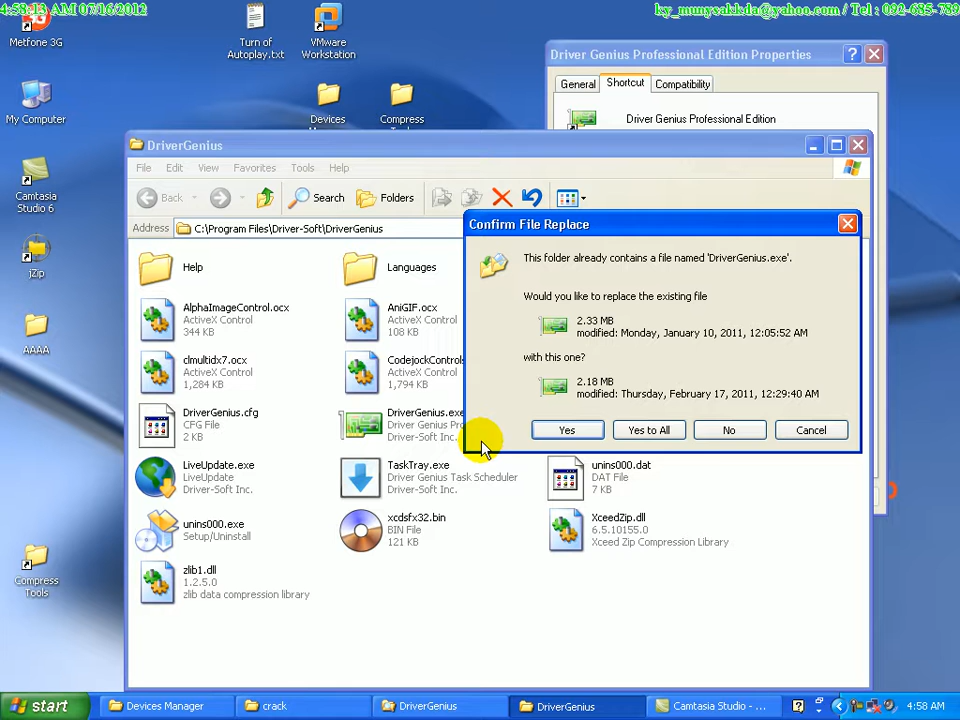 4:58:13 AM 07/16/2012
ky_munysakkda@yahoo.com / Tel : 092-685-789
Metfone 3G
Turn of
Autoplay.txt
VMware
Workstation
Driver Genius Professional Edition Properties
General
Shortcut
Compatibility
My Computer
Devices
Compress
Driver Genius Professional Edition
DriverGenius
File
Edit
View
Favorites
Tools
Help
Back
Search
Folders
Address
C:\Program Files\Driver-Soft\DriverGenius
Camtasia
Studio 6
jZip
AAAA
Compress
Tools
Confirm File Replace
This folder already contains a file named 'DriverGenius.exe'.
Would you like to replace the existing file
2.33 MB
modified: Monday, January 10, 2011, 12:05:52 AM
with this one?
2.18 MB
modified: Thursday, February 17, 2011, 12:29:40 AM
Yes
Yes to All
No
Cancel
Help
Languages
AlphaImageControl.ocx
ActiveX Control
344 KB
AniGIF.ocx
ActiveX Control
108 KB
clmultidx7.ocx
ActiveX Control
1,284 KB
CodejockControls
ActiveX Control
1,794 KB
DriverGenius.cfg
CFG File
2 KB
DriverGenius.exe
Driver Genius Pro
Driver-Soft Inc.
LiveUpdate.exe
LiveUpdate
Driver-Soft Inc.
TaskTray.exe
Driver Genius Task Scheduler
Driver-Soft Inc.
unins000.dat
DAT File
7 KB
unins000.exe
Setup/Uninstall
xcdsfx32.bin
BIN File
121 KB
XceedZip.dll
6.5.10155.0
Xceed Zip Compression Library
zlib1.dll
1.2.5.0
zlib data compression library
start
Devices Manager
crack
DriverGenius
DriverGenius
Camtasia Studio - ...
4:58 AM